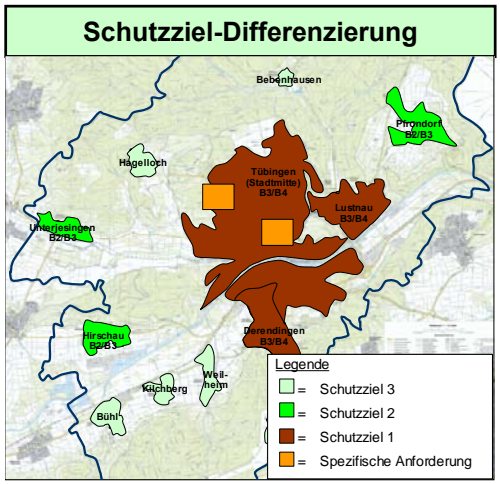 Schutzziel-Differenzierung
Bebenhausen
Pfrondorf
B2/B3
Hagelloch
Tübingen
(Stadtmitte)
B3/B4
Lustnau
B3/B4
Unterjesingen
B2/B3
Hirschau
B2/B3
Derendingen
B3/B4
Weil-
heim
Kilchberg
Bühl
Legende
= Schutzziel 3
= Schutzziel 2
= Schutzziel 1
= Spezifische Anforderung